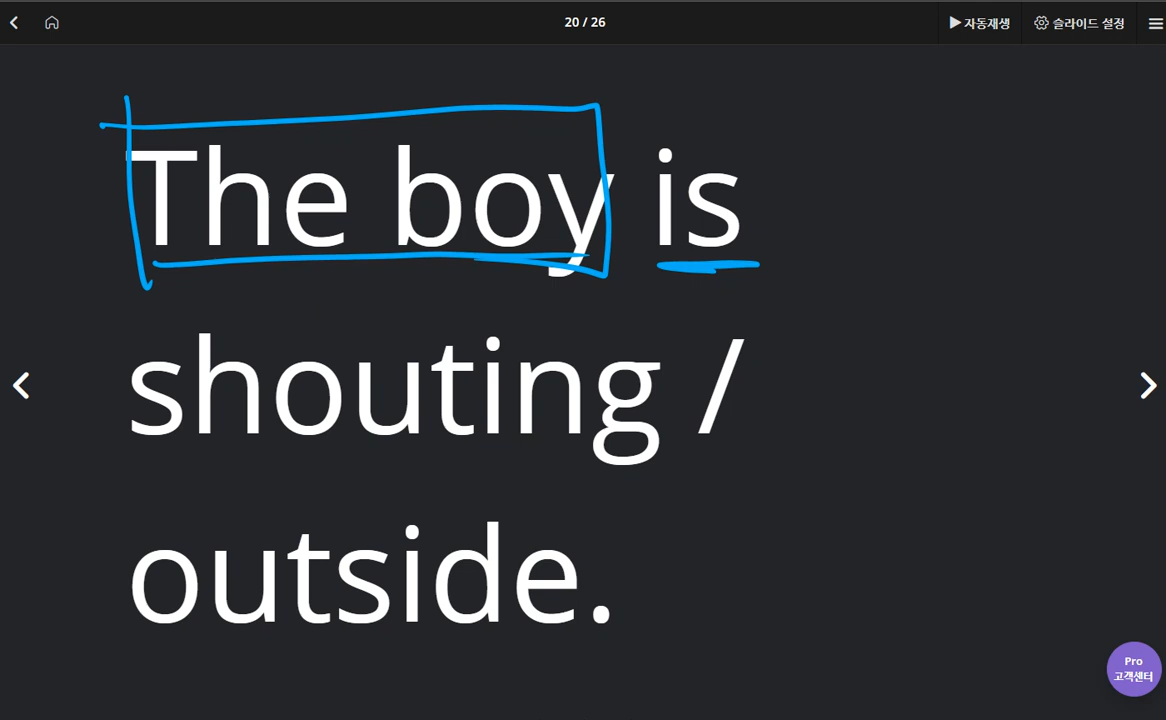 20 / 26
▶ 자동재생
슬라이드 설정
The boy is
shouting /
outside.
Pro
고객센터